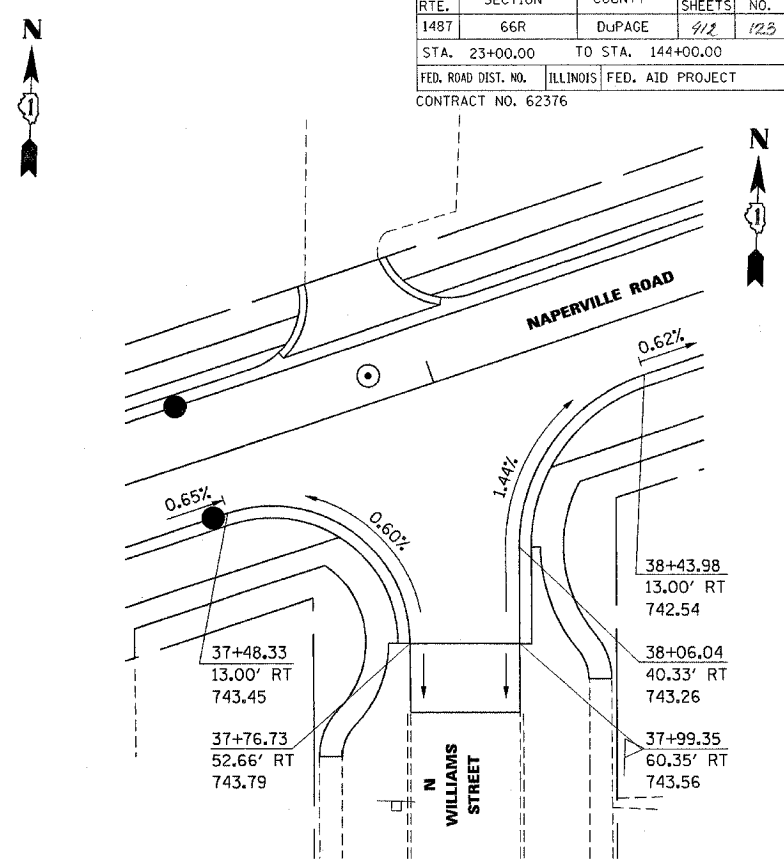 RTE. SECTION COUNTY SHEETS NO.
1487 66R DuPAGE 912 123
STA. 23+00.00 TO STA. 144+00.00
FED. ROAD DIST. NO. ILLINOIS FED. AID PROJECT
CONTRACT NO. 62376
N
1
N
1
NAPERVILLE ROAD
0.62%
1.44%
0.65%
0.60%
38+43.98
13.00' RT
742.54
37+48.33
13.00' RT
743.45
38+06.04
40.33' RT
743.26
37+76.73
52.66' RT
743.79
37+99.35
60.35' RT
743.56
N
WILLIAMS
STREET